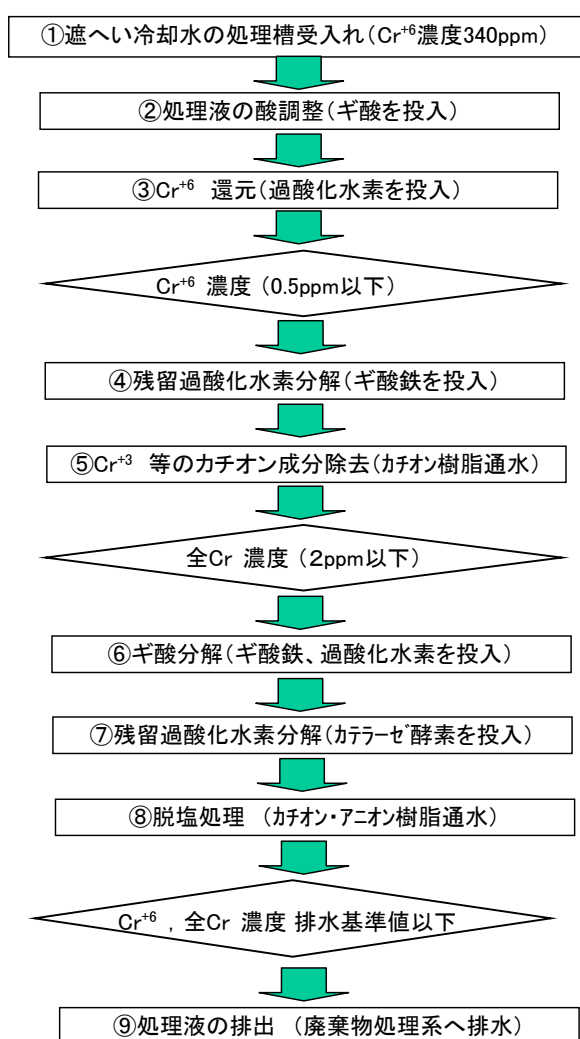 ①遮へい冷却水の処理槽受入れ(Cr⁺⁶濃度340ppm)
②処理液の酸調整(ギ酸を投入)
③Cr⁺⁶ 還元(過酸化水素を投入)
Cr⁺⁶ 濃度 (0.5ppm以下)
④残留過酸化水素分解(ギ酸鉄を投入)
⑤Cr⁺³ 等のカチオン成分除去(カチオン樹脂通水)
全Cr 濃度 (2ppm以下)
⑥ギ酸分解(ギ酸鉄、過酸化水素を投入)
⑦残留過酸化水素分解(カテラーゼ酵素を投入)
⑧脱塩処理 (カチオン・アニオン樹脂通水)
Cr⁺⁶ , 全Cr 濃度 排水基準値以下
⑨処理液の排出 (廃棄物処理系へ排水)